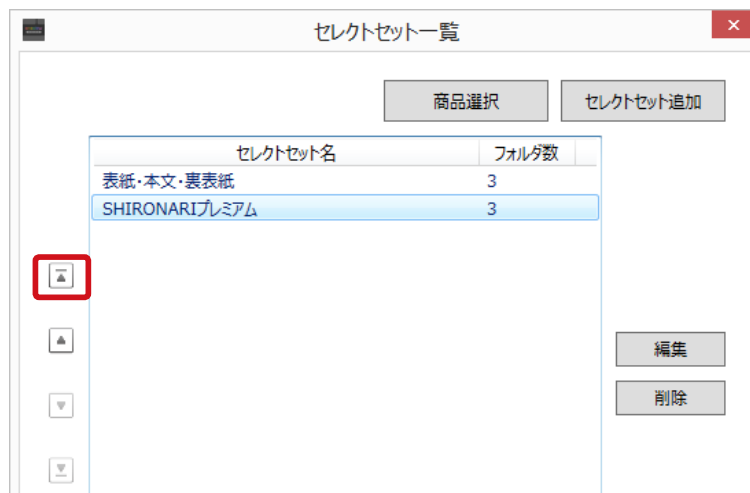 セレクトセット一覧
商品選択
セレクトセット追加
セレクトセット名 フォルダ数
表紙・本文・裏表紙 3
SHIRONARIプレミアム 3
編集
削除